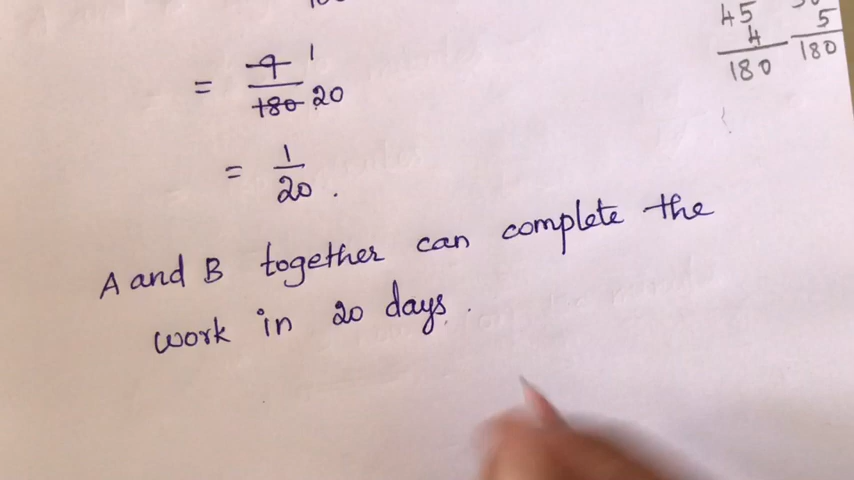 45
4
180
5
180
= 9 1
180 20
= 1
20 .
A and B together can complete the
work in 20 days .